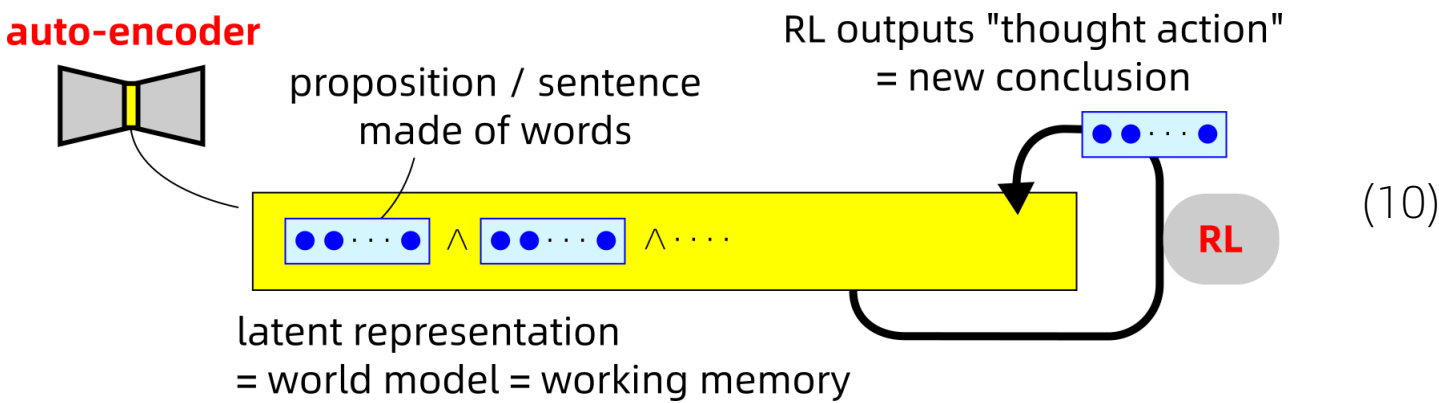 auto-encoder
proposition / sentence
made of words
RL outputs "thought action"
= new conclusion
· · ·
· · · ∧ · · · ∧ · · · ·
RL
(10)
latent representation
= world model = working memory